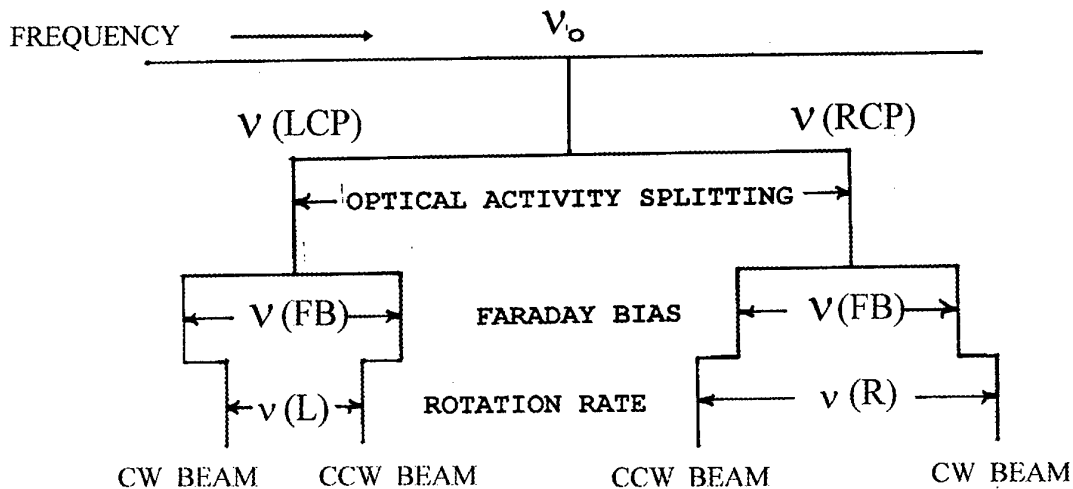 FREQUENCY
ν₀
ν (LCP)
ν (RCP)
OPTICAL ACTIVITY SPLITTING
ν (FB)
FARADAY BIAS
ν (FB)
ν (L)
ROTATION RATE
ν (R)
CW BEAM
CCW BEAM
CCW BEAM
CW BEAM